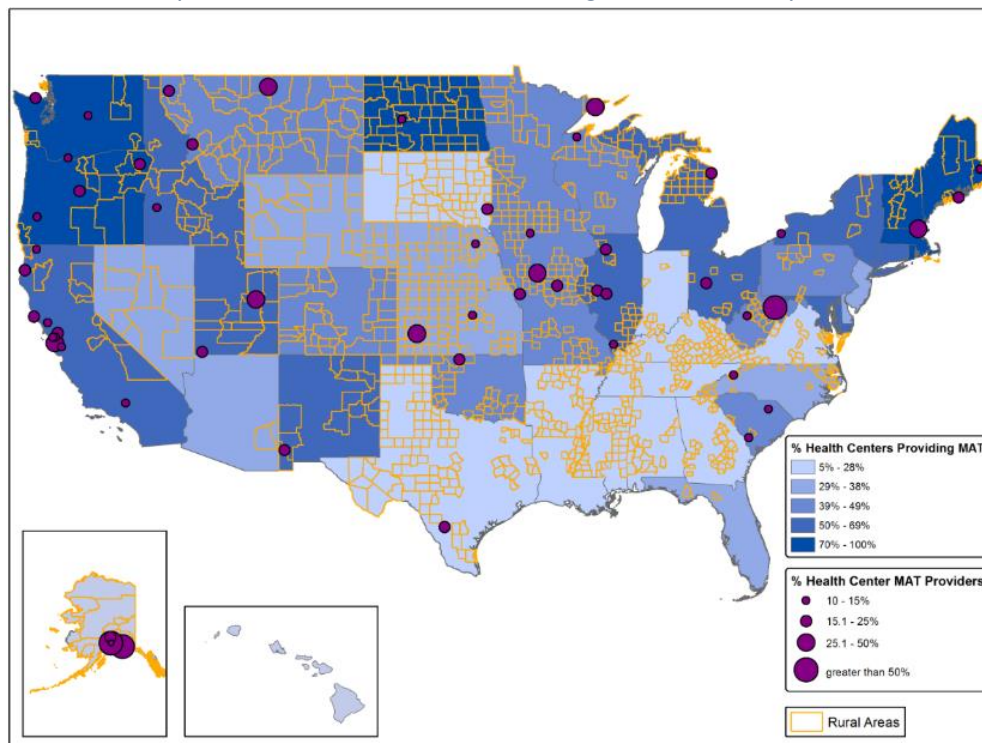 % Health Centers Providing MAT
5% - 28%
29% - 38%
39% - 49%
50% - 69%
70% - 100%
% Health Center MAT Providers
10 - 15%
15.1 - 25%
25.1 - 50%
greater than 50%
Rural Areas